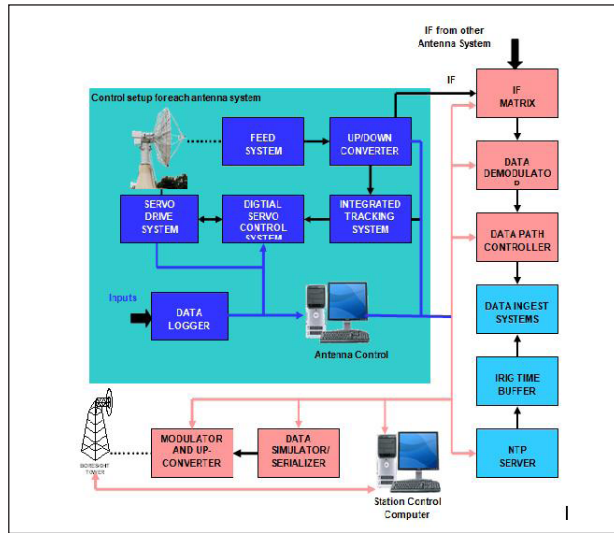 IF from other
Antenna System
IF
Control setup for each antenna system
FEED
SYSTEM
UP/DOWN
CONVERTER
IF
MATRIX
DATA
DEMODULATO
R
SERVO
DRIVE
SYSTEM
DIGTIAL
SERVO
CONTROL
SYSTEM
INTEGRATED
TRACKING
SYSTEM
DATA PATH
CONTROLLER
Inputs
DATA
LOGGER
Antenna Control
DATA INGEST
SYSTEMS
IRIG TIME
BUFFER
MODULATOR
AND UP-
CONVERTER
DATA
SIMULATOR/
SERIALIZER
NTP
SERVER
BORESIGHT
TOWER
Station Control
Computer